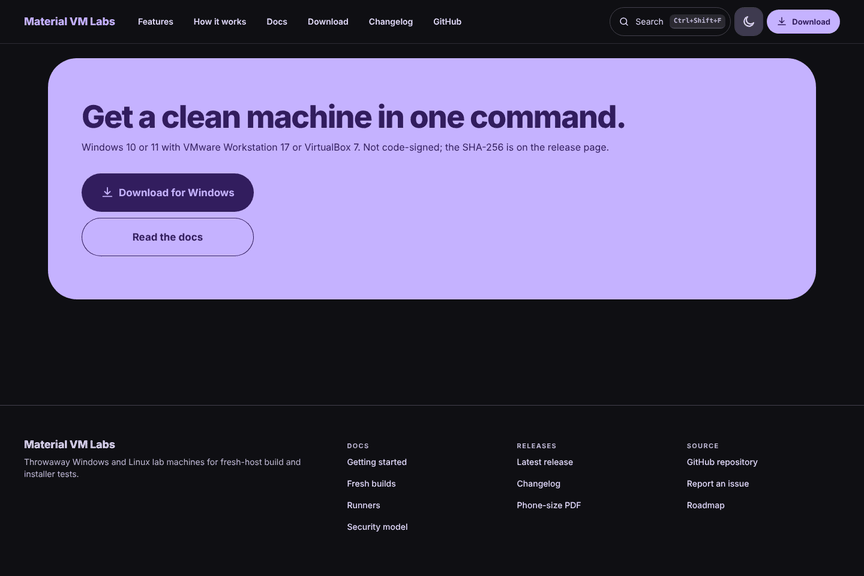 Material VM Labs Features How it works Docs Download Changelog GitHub Search Ctrl+Shift+F Download
Get a clean machine in one command.
Windows 10 or 11 with VMware Workstation 17 or VirtualBox 7. Not code-signed; the SHA-256 is on the release page.
Download for Windows
Read the docs
Material VM Labs
Throwaway Windows and Linux lab machines for fresh-host build and
installer tests.
DOCS
Getting started
Fresh builds
Runners
Security model
RELEASES
Latest release
Changelog
Phone-size PDF
SOURCE
GitHub repository
Report an issue
Roadmap